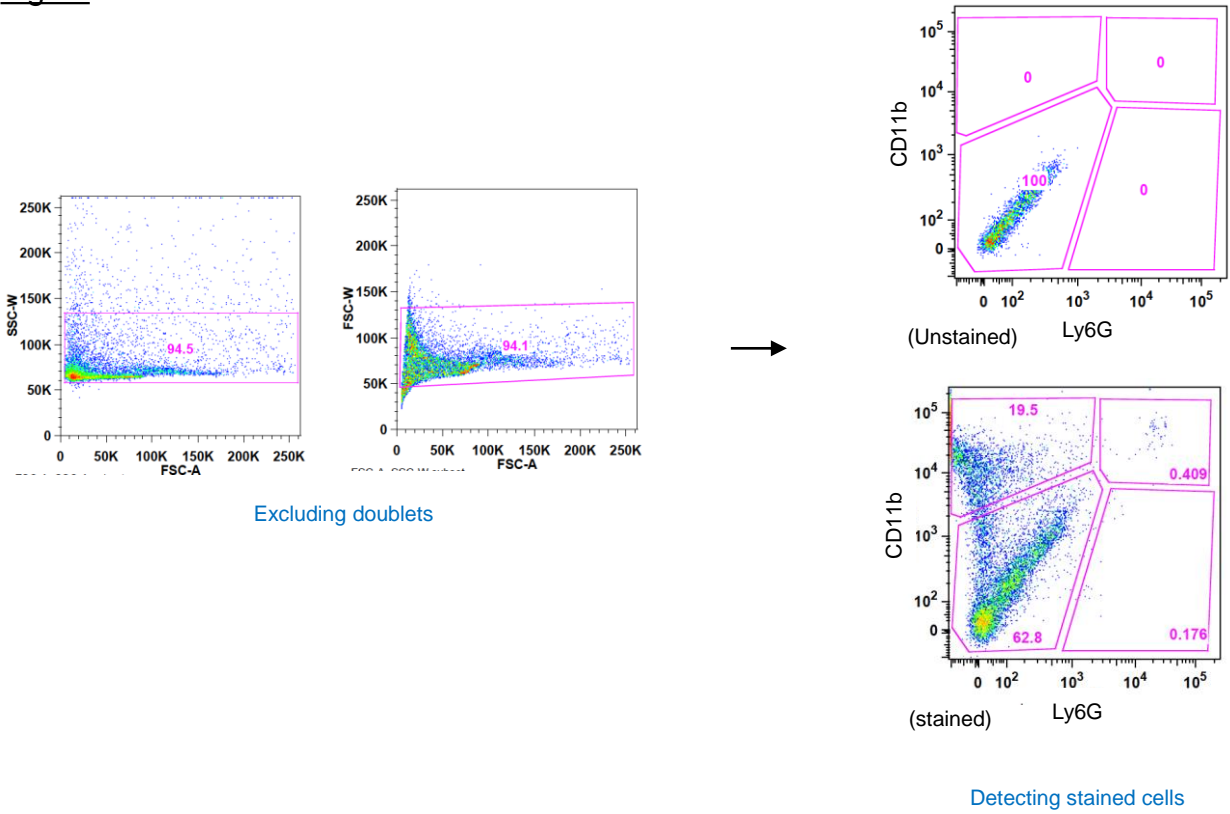 250K
200K
150K
100K
50K
0
SSC-W
94.5
0 50K 100K 150K 200K 250K
FSC-A
250K
200K
150K
100K
50K
0
FSC-W
94.1
0 50K 100K 150K 200K 250K
FSC-A
Excluding doublets
10⁵
10⁴
10³
10²
0
CD11b
0
0
100
0
0 10² 10³ 10⁴ 10⁵
(Unstained)
Ly6G
10⁵
10⁴
10³
10²
0
CD11b
19.5
0.409
62.8
0.176
0 10² 10³ 10⁴ 10⁵
(stained)
Ly6G
Detecting stained cells